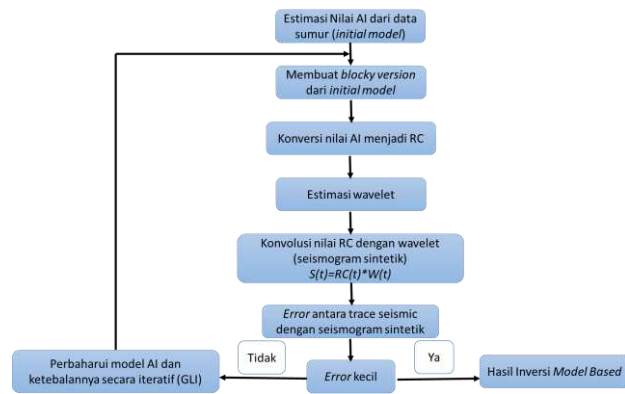 Estimasi Nilai AI dari data
sumur (initial model)
Membuat blocky version
dari initial model
Konversi nilai AI menjadi RC
Estimasi wavelet
Konvolusi nilai RC dengan wavelet
(seismogram sintetik)
S(t)=RC(t)*W(t)
Error antara trace seismic
dengan seismogram sintetik
Tidak
Ya
Perbaharui model AI dan
ketebalannya secara iteratif (GLI)
Error kecil
Hasil Inversi Model Based